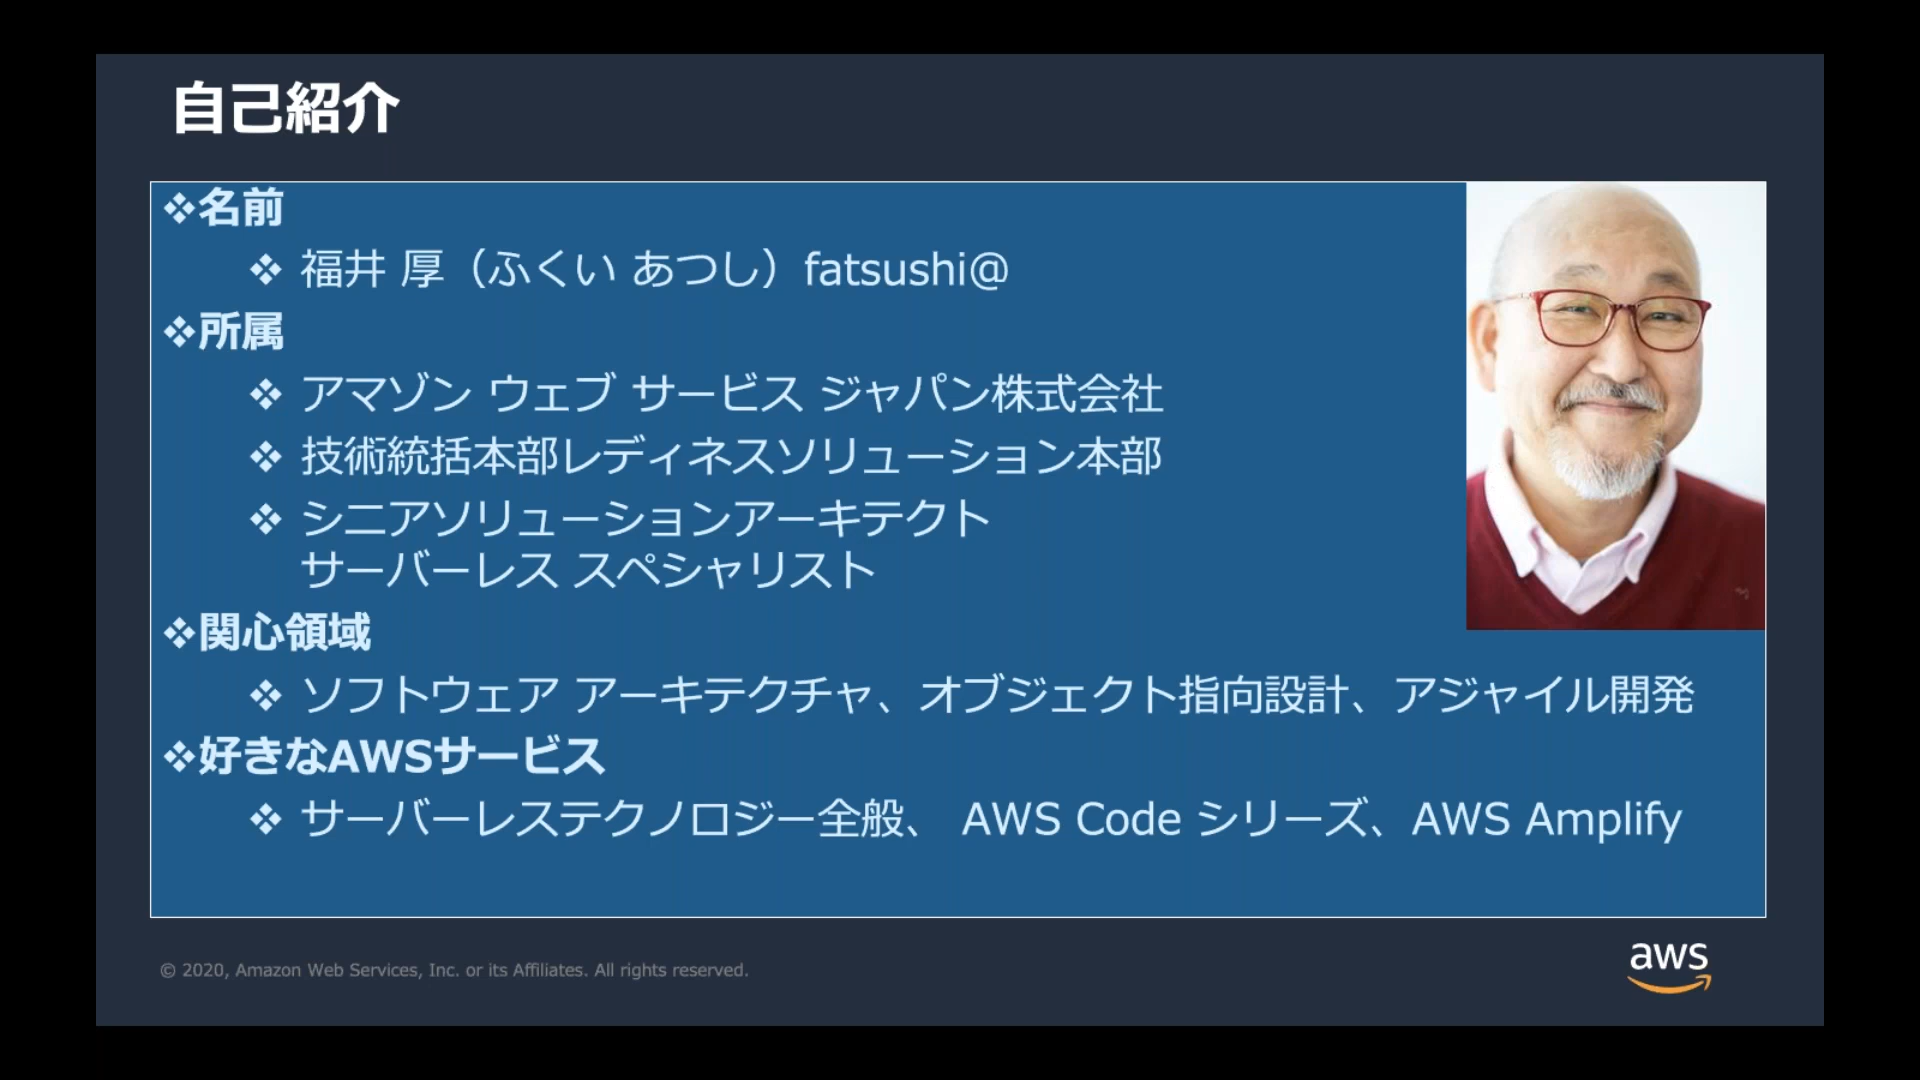 自己紹介
❖名前
❖ 福井 厚（ふくい あつし）fatsushi@
❖所属
❖ アマゾン ウェブ サービス ジャパン株式会社
❖ 技術統括本部レディネスソリューション本部
❖ シニアソリューションアーキテクト
サーバーレス スペシャリスト
❖関心領域
❖ ソフトウェア アーキテクチャ、オブジェクト指向設計、アジャイル開発
❖好きなAWSサービス
❖ サーバーレステクノロジー全般、 AWS Code シリーズ、AWS Amplify
© 2020, Amazon Web Services, Inc. or its Affiliates. All rights reserved.
aws